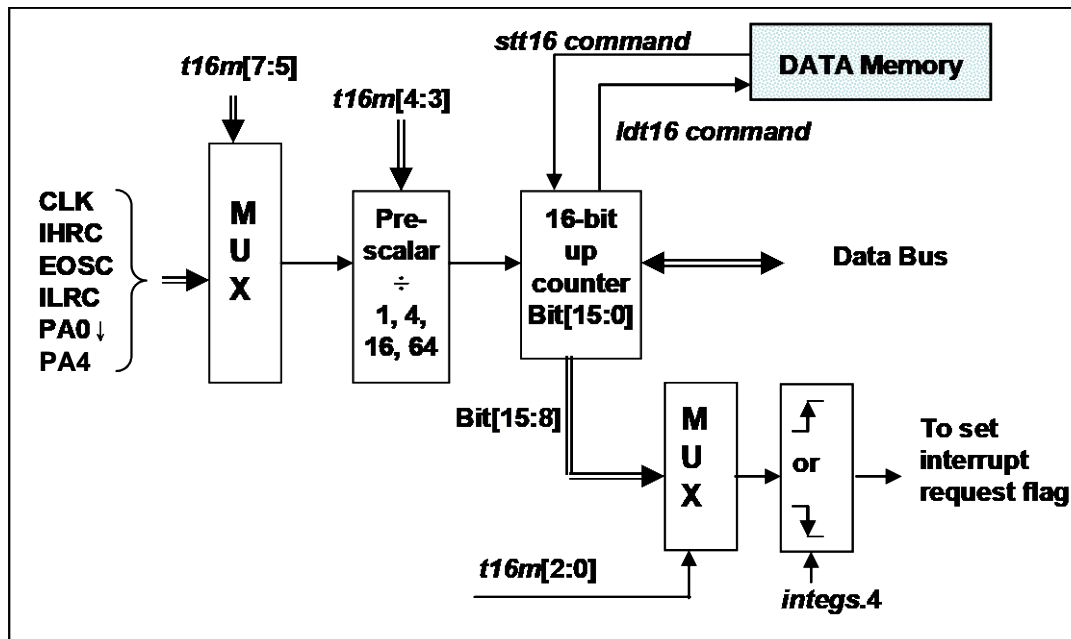 stt16 command
DATA Memory
t16m[7:5]
t16m[4:3]
ldt16 command
CLK
IHRC
EOSC
ILRC
PA0↓
PA4
M
U
X
Pre-
scalar
÷
1, 4,
16, 64
16-bit
up
counter
Bit[15:0]
Data Bus
Bit[15:8]
M
U
X
or
To set
interrupt
request flag
t16m[2:0]
integs.4